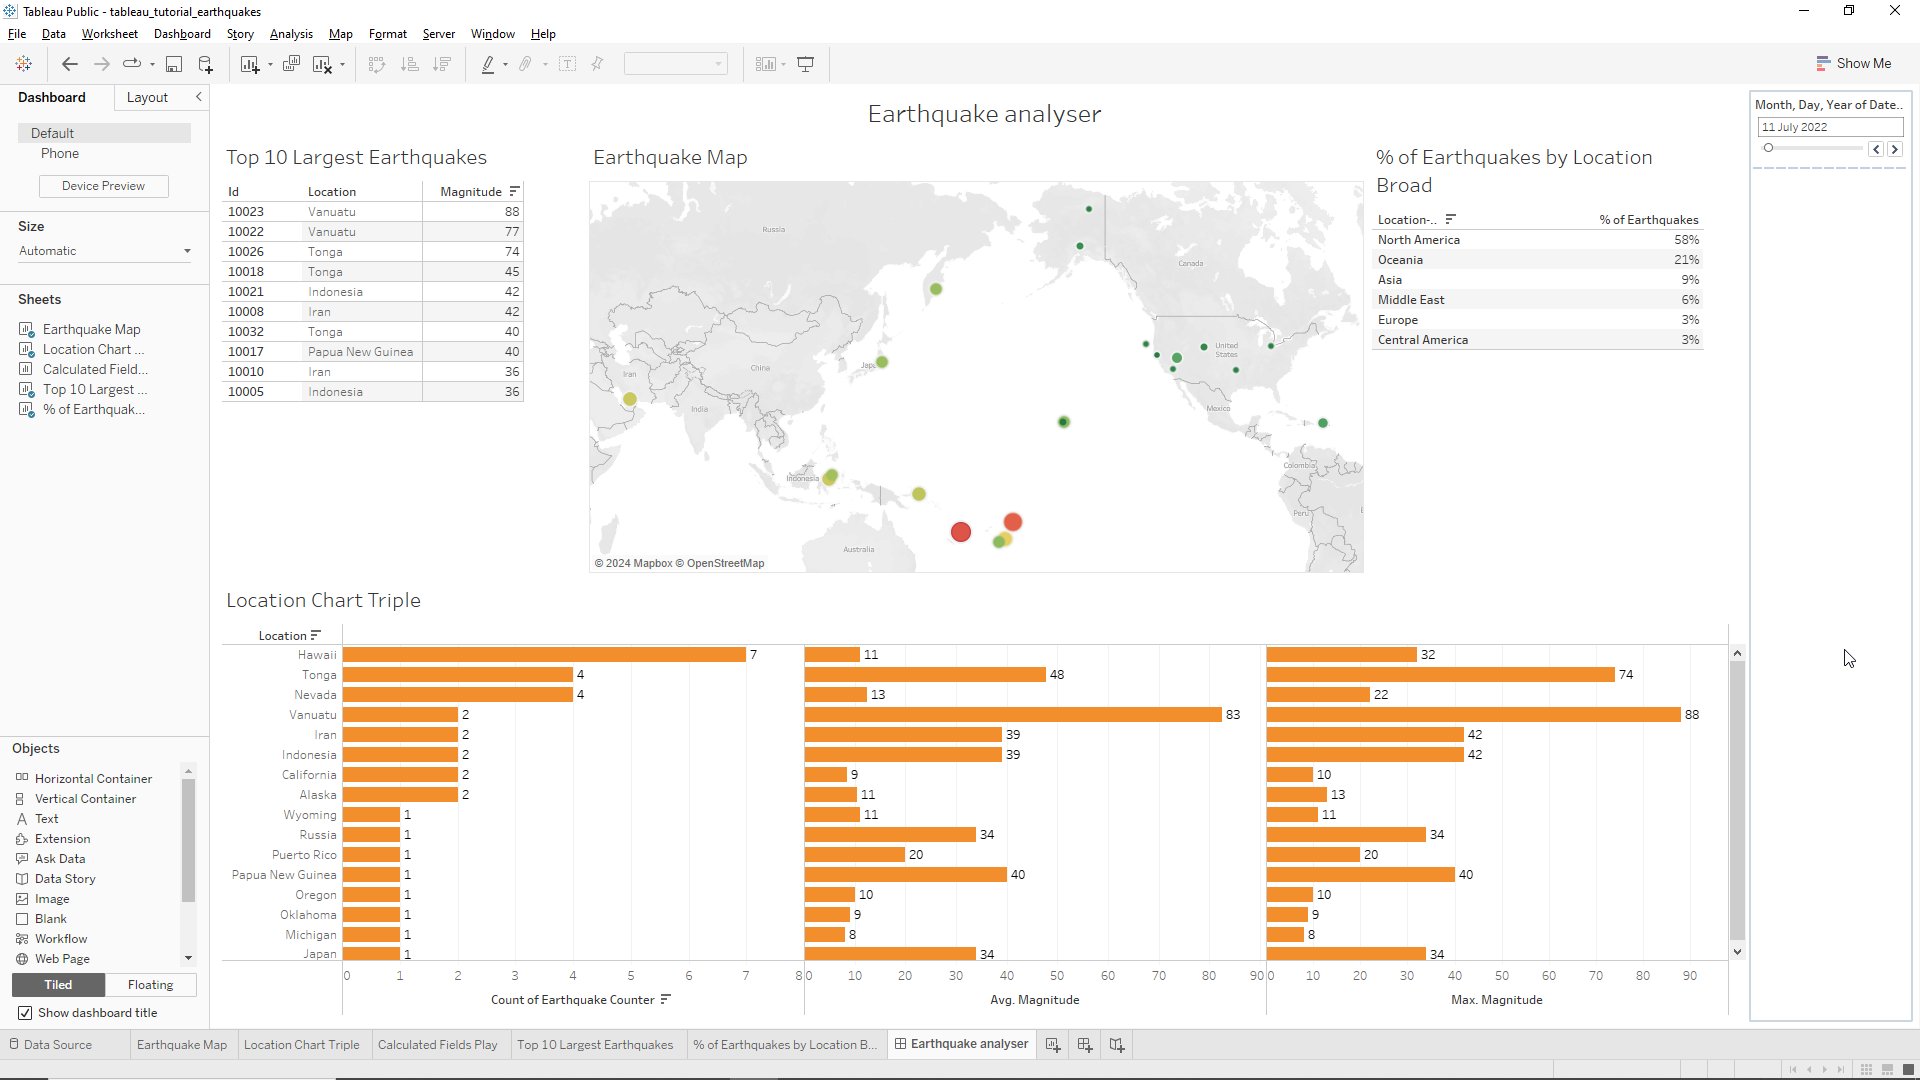 Tableau Public - tableau_tutorial_earthquakes
File Data Worksheet Dashboard Story Analysis Map Format Server Window Help
Show Me
Dashboard Layout
Default
Phone
Device Preview
Size
Automatic
Sheets
Earthquake Map
Location Chart ...
Calculated Field...
Top 10 Largest ...
% of Earthquak...
Objects
Horizontal Container
Vertical Container
Text
Extension
Ask Data
Data Story
Image
Blank
Workflow
Web Page
Tiled Floating
Show dashboard title
Earthquake analyser
Top 10 Largest Earthquakes
Id Location Magnitude
10023 Vanuatu 88
10022 Vanuatu 77
10026 Tonga 74
10018 Tonga 45
10021 Indonesia 42
10008 Iran 42
10032 Tonga 40
10017 Papua New Guinea 40
10010 Iran 36
10005 Indonesia 36
Earthquake Map
Russia
Canada
United
States
Iran
China
India
Mexico
Indonesia
Colombia
Peru
Australia
© 2024 Mapbox © OpenStreetMap
% of Earthquakes by Location
Broad
Location-.. % of Earthquakes
North America 58%
Oceania 21%
Asia 9%
Middle East 6%
Europe 3%
Central America 3%
Month, Day, Year of Date..
11 July 2022
Location Chart Triple
Location
Hawaii 7 11 32
Tonga 4 48 74
Nevada 4 13 22
Vanuatu 2 83 88
Iran 2 39 42
Indonesia 2 39 42
California 2 9 10
Alaska 2 11 13
Wyoming 1 11 11
Russia 1 34 34
Puerto Rico 1 20 20
Papua New Guinea 1 40 40
Oregon 1 10 10
Oklahoma 1 9 9
Michigan 1 8 8
Japan 1 34 34
0 1 2 3 4 5 6 7 8 0 10 20 30 40 50 60 70 80 90 0 10 20 30 40 50 60 70 80 90
Count of Earthquake Counter Avg. Magnitude Max. Magnitude
Data Source Earthquake Map Location Chart Triple Calculated Fields Play Top 10 Largest Earthquakes % of Earthquakes by Location B... Earthquake analyser